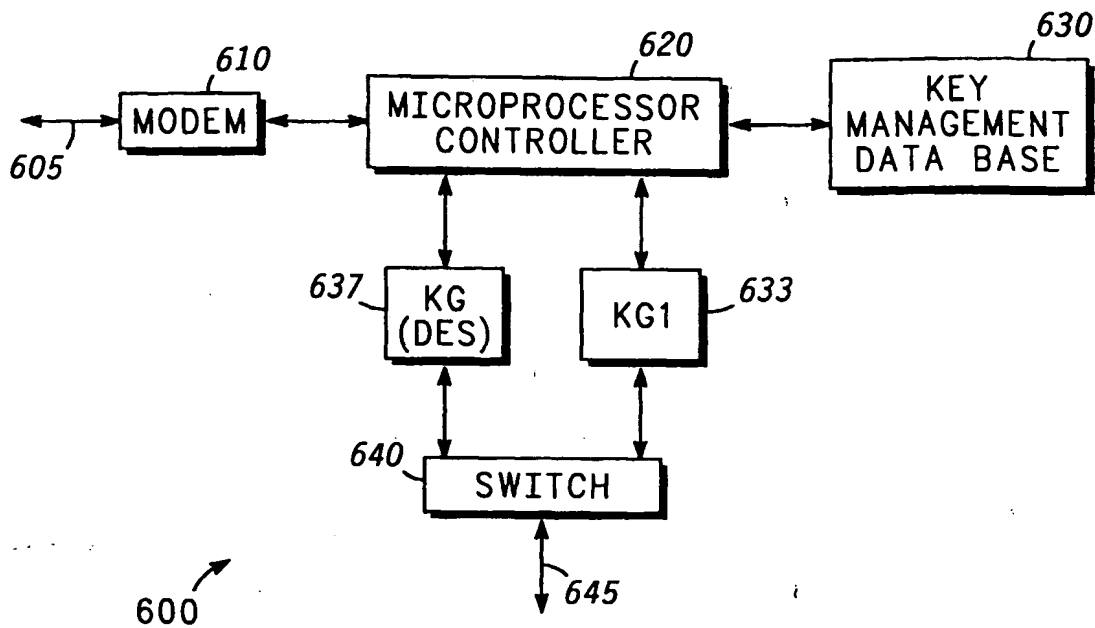 610
MODEM
605
620
MICROPROCESSOR
CONTROLLER
630
KEY
MANAGEMENT
DATA BASE
637
KG
(DES)
KG1
633
640
SWITCH
645
600